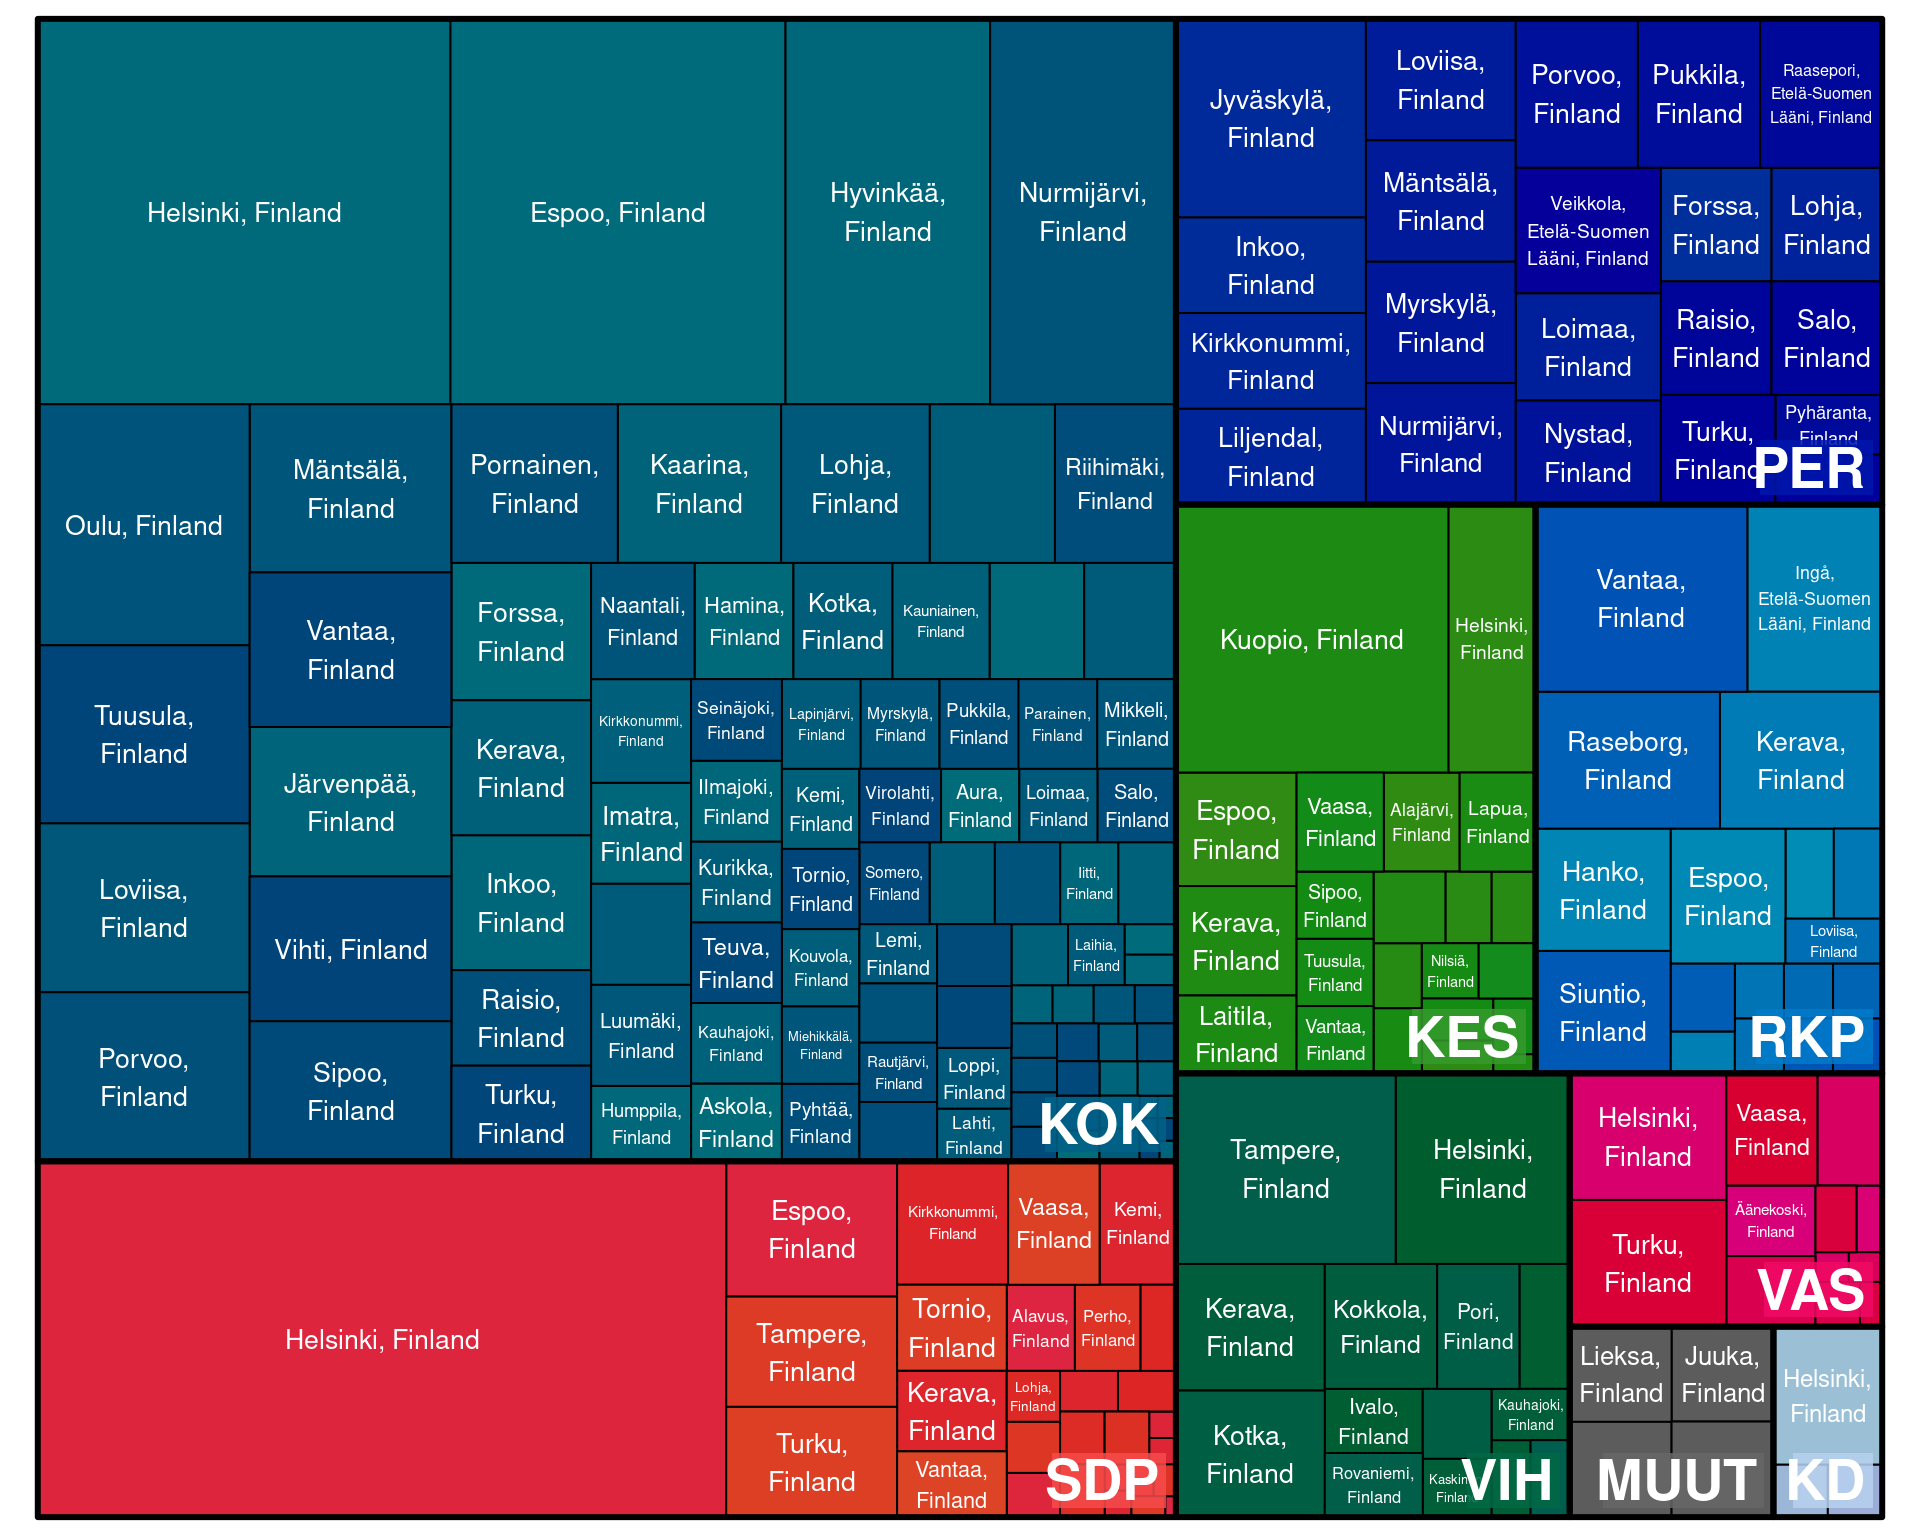 Helsinki, Finland
Espoo, Finland
Hyvinkää,
Finland
Nurmijärvi,
Finland
Oulu, Finland
Mäntsälä,
Finland
Pornainen,
Finland
Kaarina,
Finland
Lohja,
Finland
Riihimäki,
Finland
Tuusula,
Finland
Vantaa,
Finland
Järvenpää,
Finland
Loviisa,
Finland
Vihti, Finland
Porvoo,
Finland
Sipoo,
Finland
Forssa,
Finland
Kerava,
Finland
Inkoo,
Finland
Raisio,
Finland
Turku,
Finland
Naantali,
Finland
Hamina,
Finland
Kotka,
Finland
Kauniainen,
Finland
Kirkkonummi,
Finland
Imatra,
Finland
Luumäki,
Finland
Humppila,
Finland
Seinäjoki,
Finland
Ilmajoki,
Finland
Kurikka,
Finland
Teuva,
Finland
Kauhajoki,
Finland
Askola,
Finland
Lapinjärvi,
Finland
Myrskylä,
Finland
Pukkila,
Finland
Parainen,
Finland
Mikkeli,
Finland
Kemi,
Finland
Tornio,
Finland
Kouvola,
Finland
Miehikkälä,
Finland
Pyhtää,
Finland
Virolahti,
Finland
Aura,
Finland
Loimaa,
Finland
Salo,
Finland
Somero,
Finland
Iitti,
Finland
Lemi,
Finland
Laihia,
Finland
Rautjärvi,
Finland
Loppi,
Finland
Lahti,
Finland
KOK
Helsinki, Finland
Espoo,
Finland
Tampere,
Finland
Turku,
Finland
Kirkkonummi,
Finland
Vaasa,
Finland
Kemi,
Finland
Tornio,
Finland
Alavus,
Finland
Perho,
Finland
Kerava,
Finland
Lohja,
Finland
Vantaa,
Finland
SDP
Jyväskylä,
Finland
Inkoo,
Finland
Kirkkonummi,
Finland
Liljendal,
Finland
Loviisa,
Finland
Mäntsälä,
Finland
Myrskylä,
Finland
Nurmijärvi,
Finland
Porvoo,
Finland
Pukkila,
Finland
Raasepori,
Etelä-Suomen
Lääni, Finland
Veikkola,
Etelä-Suomen
Lääni, Finland
Forssa,
Finland
Lohja,
Finland
Loimaa,
Finland
Raisio,
Finland
Salo,
Finland
Nystad,
Finland
Turku,
Finland
Pyhäranta,
Finland
PER
Kuopio, Finland
Helsinki,
Finland
Espoo,
Finland
Kerava,
Finland
Laitila,
Finland
Vaasa,
Finland
Alajärvi,
Finland
Lapua,
Finland
Sipoo,
Finland
Tuusula,
Finland
Nilsiä,
Finland
Vantaa,
Finland
KES
Vantaa,
Finland
Ingå,
Etelä-Suomen
Lääni, Finland
Raseborg,
Finland
Kerava,
Finland
Hanko,
Finland
Espoo,
Finland
Loviisa,
Finland
Siuntio,
Finland
RKP
Tampere,
Finland
Helsinki,
Finland
Kerava,
Finland
Kokkola,
Finland
Pori,
Finland
Kotka,
Finland
Ivalo,
Finland
Kauhajoki,
Finland
Rovaniemi,
Finland
VIH
Helsinki,
Finland
Vaasa,
Finland
Turku,
Finland
Äänekoski,
Finland
VAS
Lieksa,
Finland
Juuka,
Finland
MUUT
Helsinki,
Finland
KD